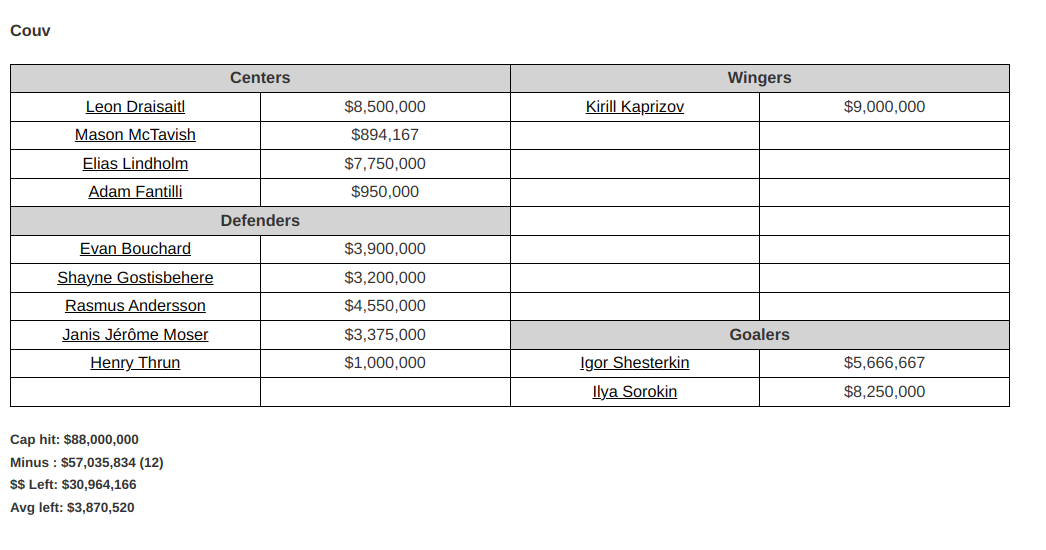 Couv
Centers Wingers
Leon Draisaitl $8,500,000 Kirill Kaprizov $9,000,000
Mason McTavish $894,167
Elias Lindholm $7,750,000
Adam Fantilli $950,000
Defenders
Evan Bouchard $3,900,000
Shayne Gostisbehere $3,200,000
Rasmus Andersson $4,550,000
Janis Jérôme Moser $3,375,000 Goalers
Henry Thrun $1,000,000 Igor Shesterkin $5,666,667
Ilya Sorokin $8,250,000
Cap hit: $88,000,000
Minus : $57,035,834 (12)
$$ Left: $30,964,166
Avg left: $3,870,520